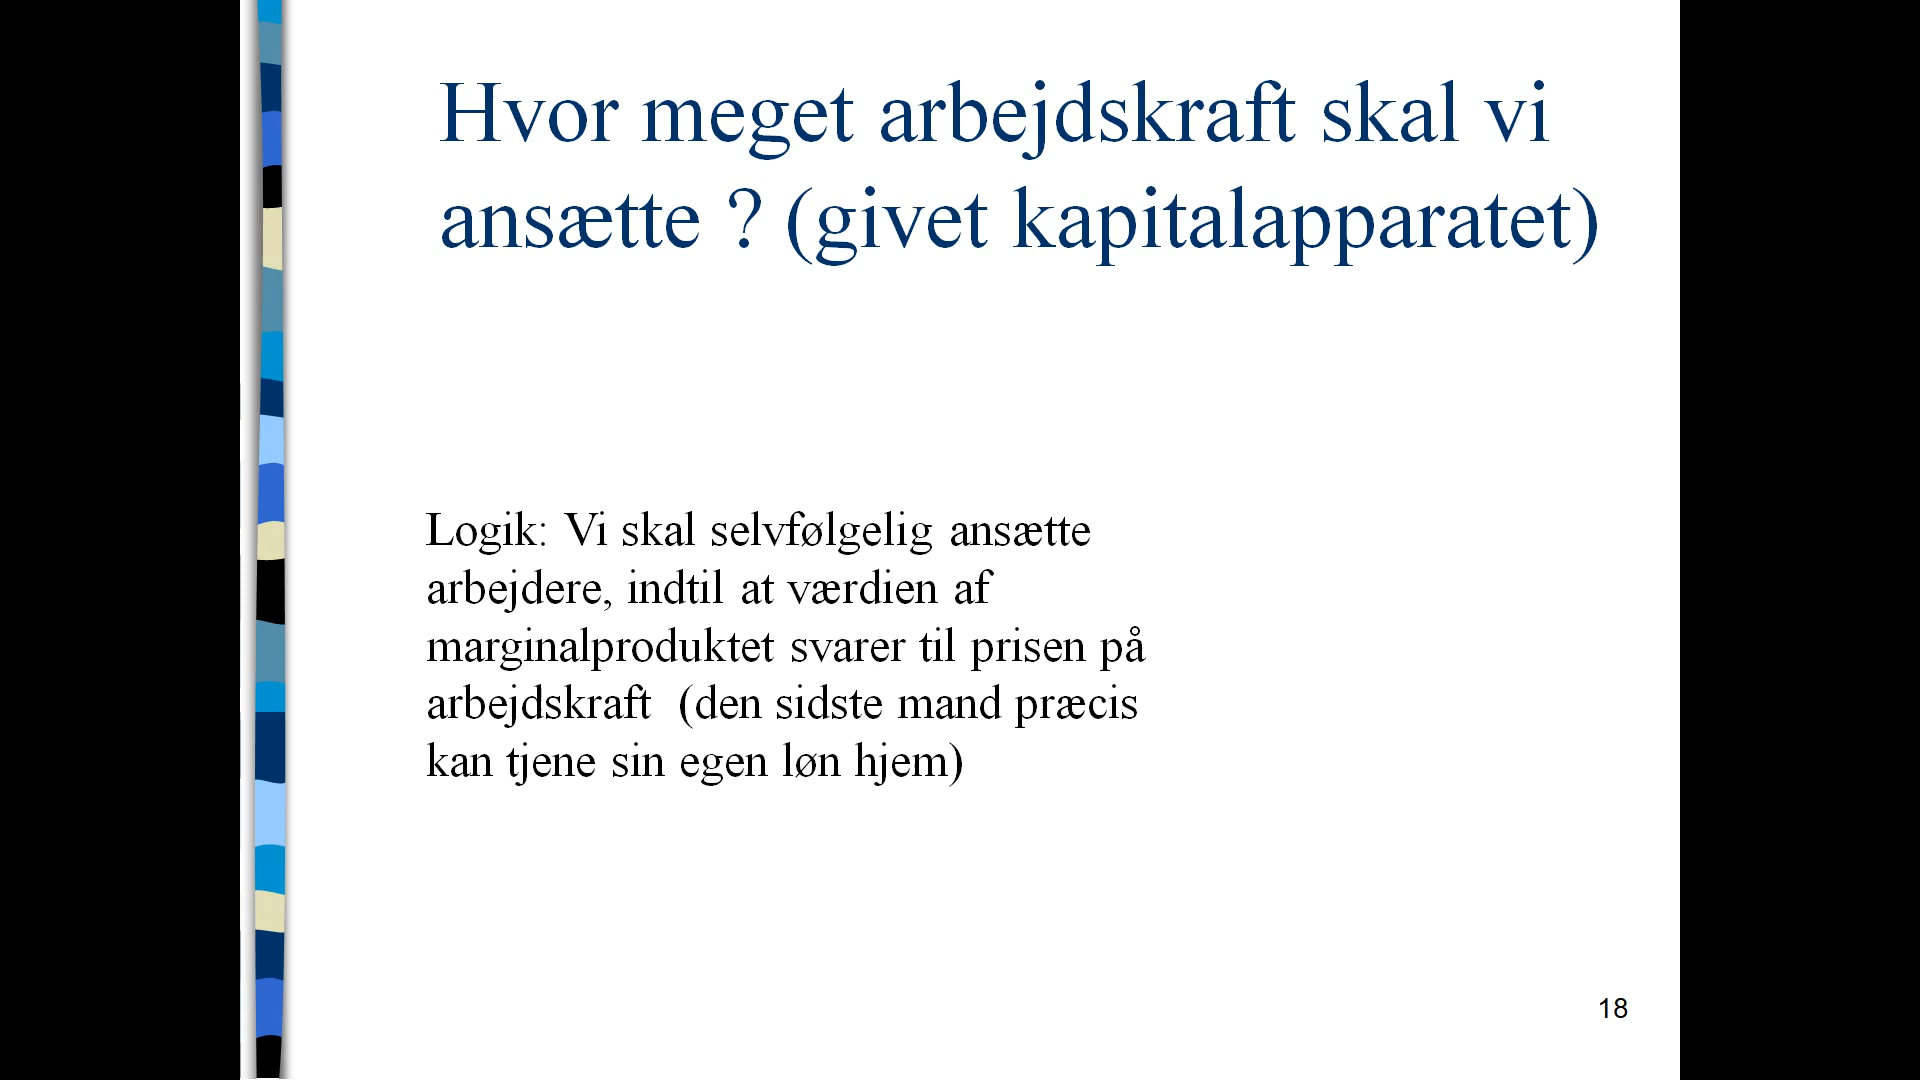 Hvor meget arbejdskraft skal vi
ansætte ? (givet kapitalapparatet)
Logik: Vi skal selvfølgelig ansætte
arbejdere, indtil at værdien af
marginalproduktet svarer til prisen på
arbejdskraft  (den sidste mand præcis
kan tjene sin egen løn hjem)
18